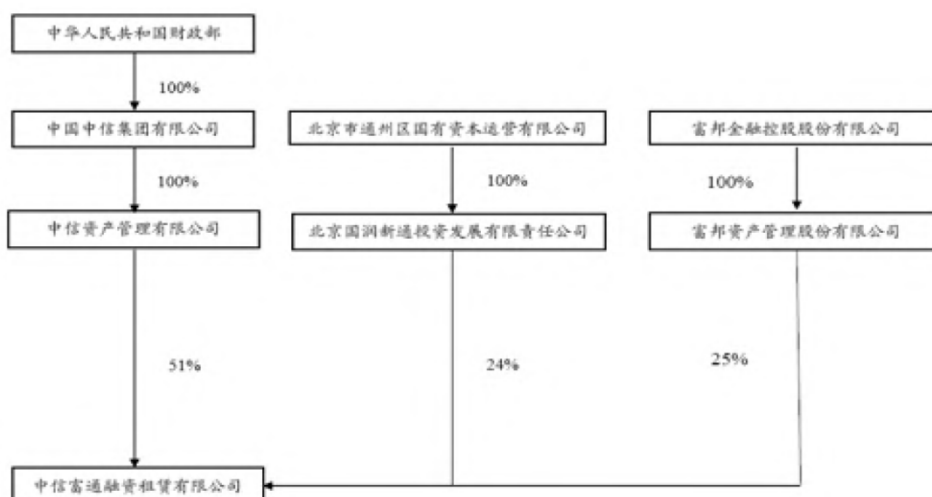 中华人民共和国财政部
100%
中国中信集团有限公司
北京市通州区国有资本运营有限公司
富邦金融控股股份有限公司
100%
100%
100%
中信资产管理有限公司
北京国润新通投资发展有限责任公司
富邦资产管理股份有限公司
51%
24%
25%
中信富通融资租赁有限公司